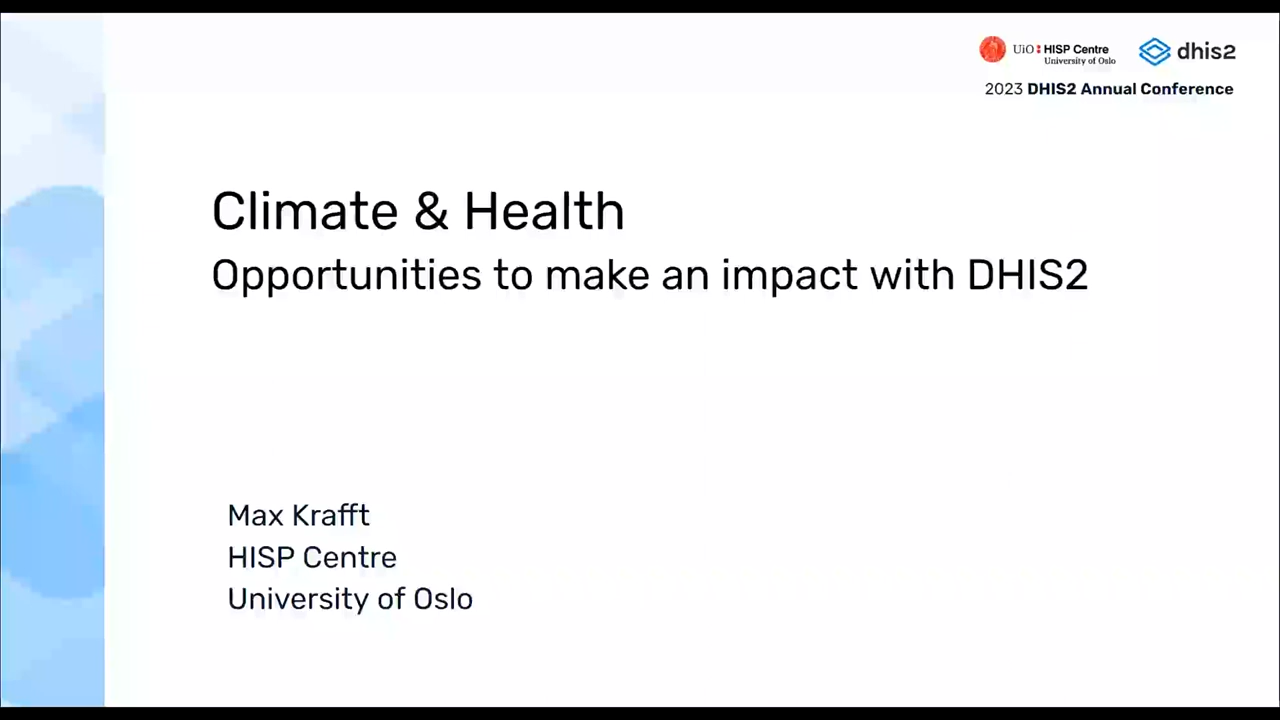 UiO : HISP Centre
University of Oslo
dhis2
2023 DHIS2 Annual Conference
Climate & Health
Opportunities to make an impact with DHIS2
Max Krafft
HISP Centre
University of Oslo